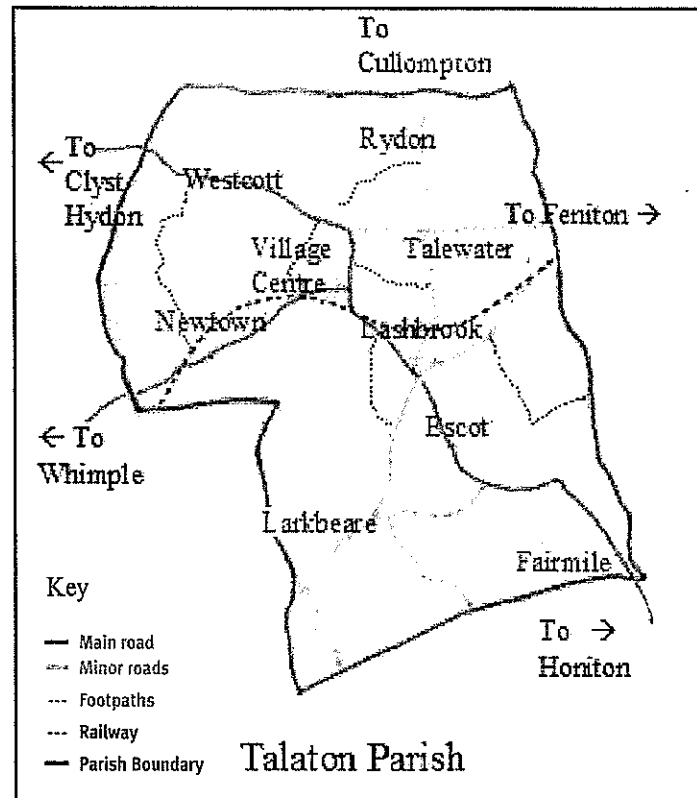 To
Cullompton
Rydon
← To
Clyst
Hydon
Westcott
To Feniton →
Village
Centre
Talewater
Newtown
Lashbrook
← To
Whimple
Escot
Larkbeare
Fairmile
To →
Honiton
Key
Main road
Minor roads
Footpaths
Railway
Parish Boundary
Talaton Parish